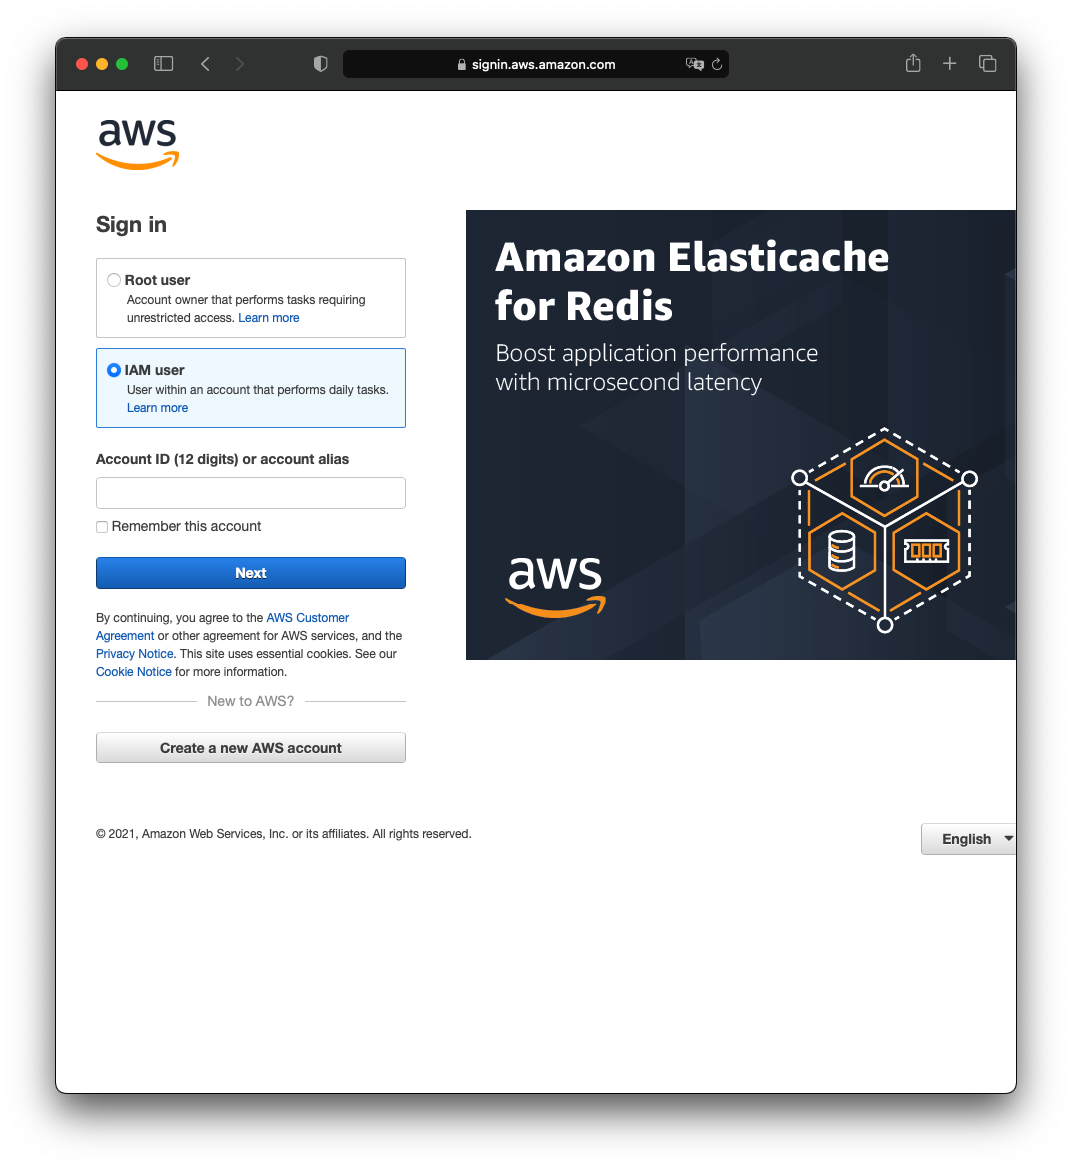 signin.aws.amazon.com
aws
Sign in
Root user
Account owner that performs tasks requiring
unrestricted access. Learn more
IAM user
User within an account that performs daily tasks.
Learn more
Account ID (12 digits) or account alias
Remember this account
Next
By continuing, you agree to the AWS Customer
Agreement or other agreement for AWS services, and the
Privacy Notice. This site uses essential cookies. See our
Cookie Notice for more information.
New to AWS?
Create a new AWS account
Amazon Elasticache
for Redis
Boost application performance
with microsecond latency
aws
© 2021, Amazon Web Services, Inc. or its affiliates. All rights reserved.
English